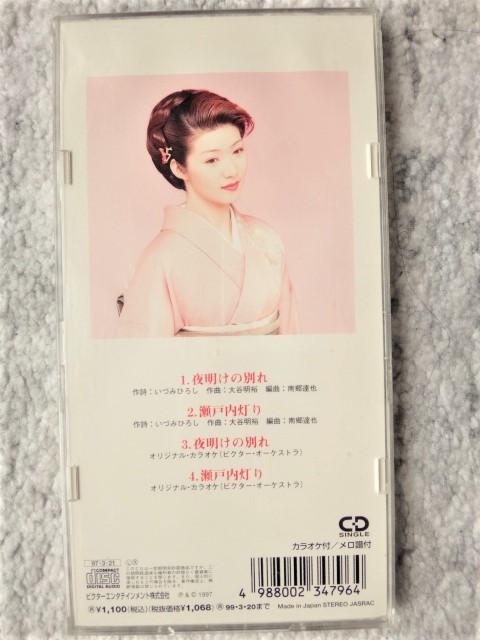 1.夜明けの別れ
作詩：いづみひろし　作曲：大谷明裕　編曲：南郷達也
2.瀬戸内灯り
作詩：いづみひろし　作曲：大谷明裕　編曲：南郷達也
3.夜明けの別れ
オリジナル・カラオケ(ビクター・オーケストラ)
4.瀬戸内灯り
オリジナル・カラオケ(ビクター・オーケストラ)
CD
SINGLE
カラオケ付／メロ譜付
97・3・21
COMPACT
disc
DIGITAL AUDIO
ビクターエンタテインメント株式会社
Ⓟ & © 1997
4 988002 347964
¥1,100(税込)(税抜価格¥1,068)
99・3・20まで
Made in Japan STEREO JASRAC